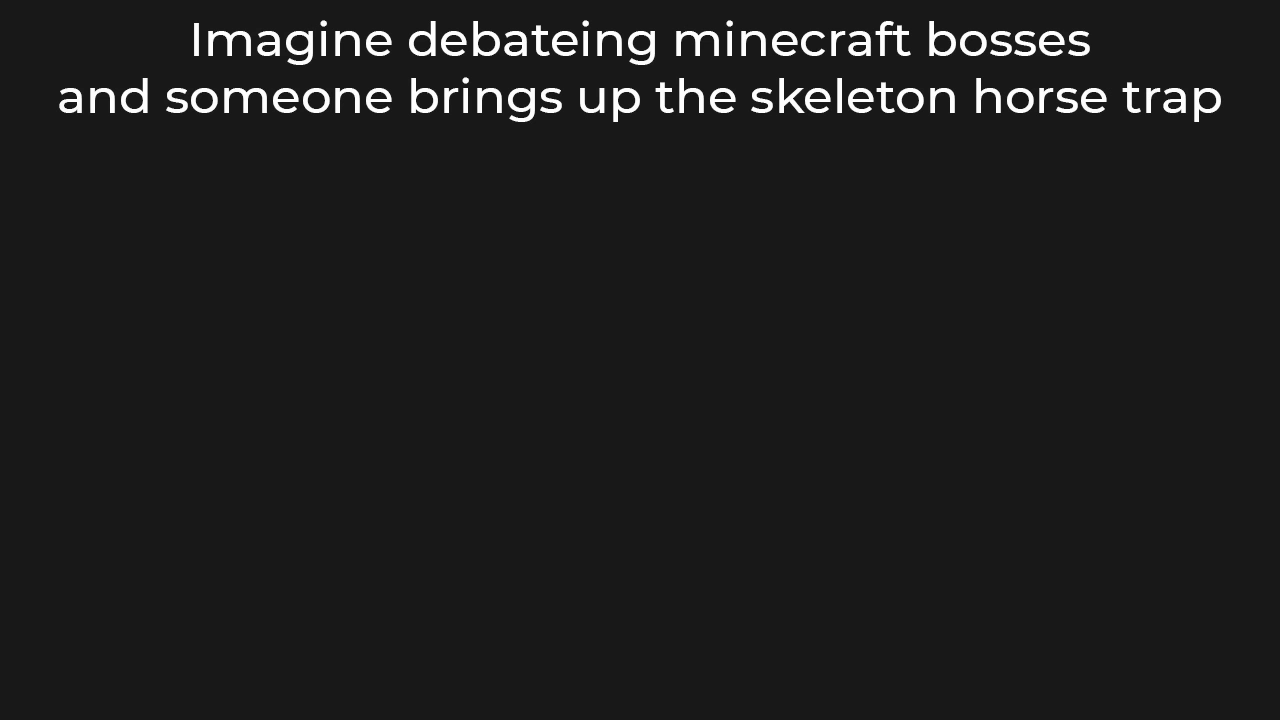 Imagine debateing minecraft bosses
and someone brings up the skeleton horse trap